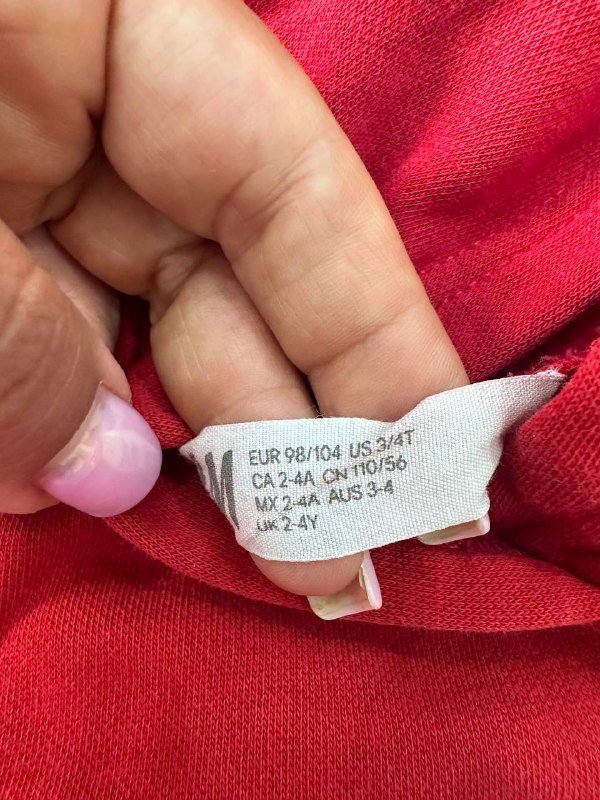 M
EUR 98/104 US 3/4T
CA 2-4A CN 110/56
MX 2-4A AUS 3-4
UK 2-4Y